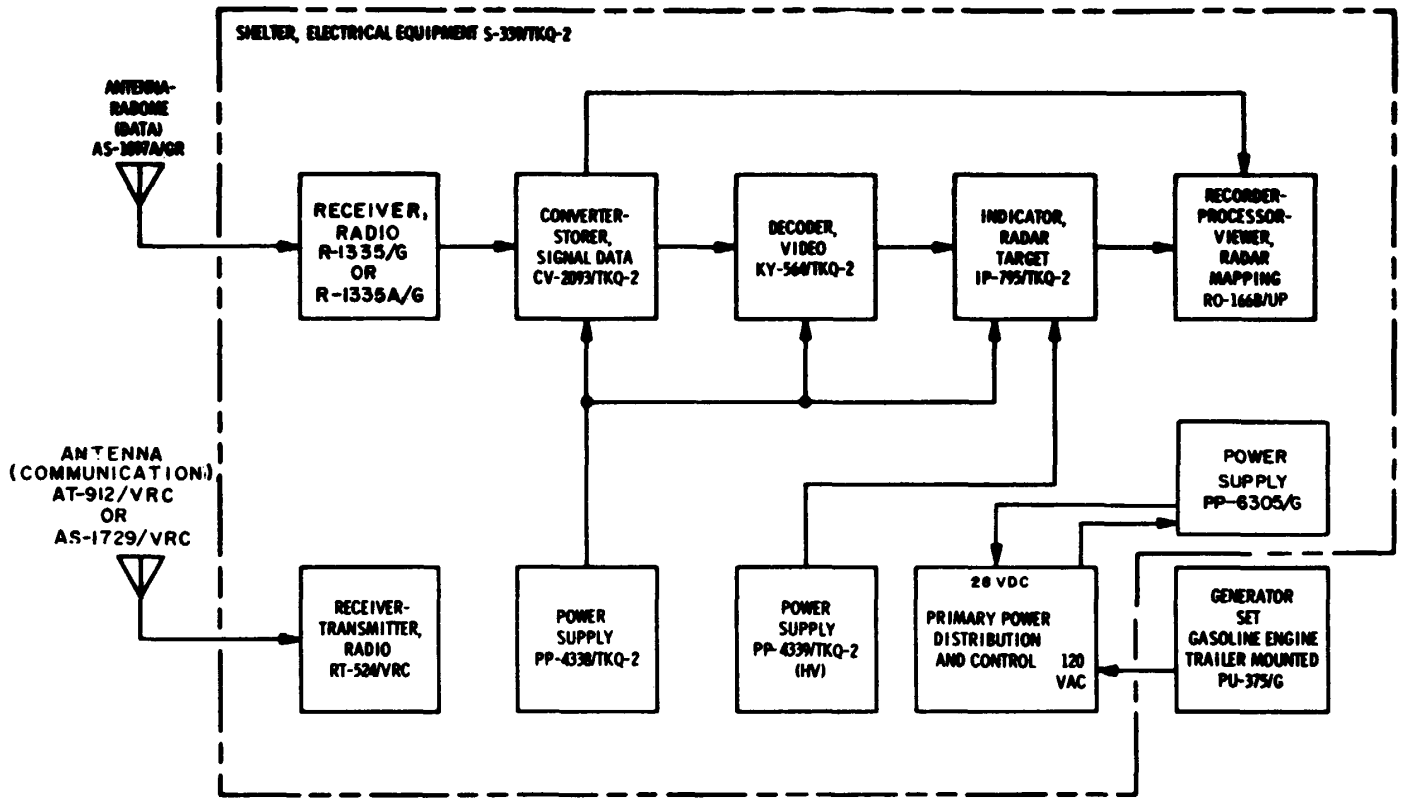 SHELTER, ELECTRICAL EQUIPMENT
ANTENNA-
RADOME
(DATA)
RECEIVER,
RADIO
R-1335/G
OR
R-1335A/G
CONVERTER-
STORER,
SIGNAL DATA
CV-2093/TKQ-2
DECODER,
VIDEO
KY-564/TKQ-2
INDICATOR,
RADAR
TARGET
IP-795/TKQ-2
RECORDER-
PROCESSOR-
VIEWER,
RADAR
MAPPING
RO-166B/UP
ANTENNA
(COMMUNICATION)
AT-912/VRC
OR
AS-1729/VRC
POWER
SUPPLY
PP-6305/G
RECEIVER-
TRANSMITTER,
RADIO
RT-524/VRC
POWER
SUPPLY
PP-4338/TKQ-2
POWER
SUPPLY
PP-4339/TKQ-2
(HV)
28 VDC
PRIMARY POWER
DISTRIBUTION
AND CONTROL
120
VAC
GENERATOR
SET
GASOLINE ENGINE
TRAILER MOUNTED
PU-375/G